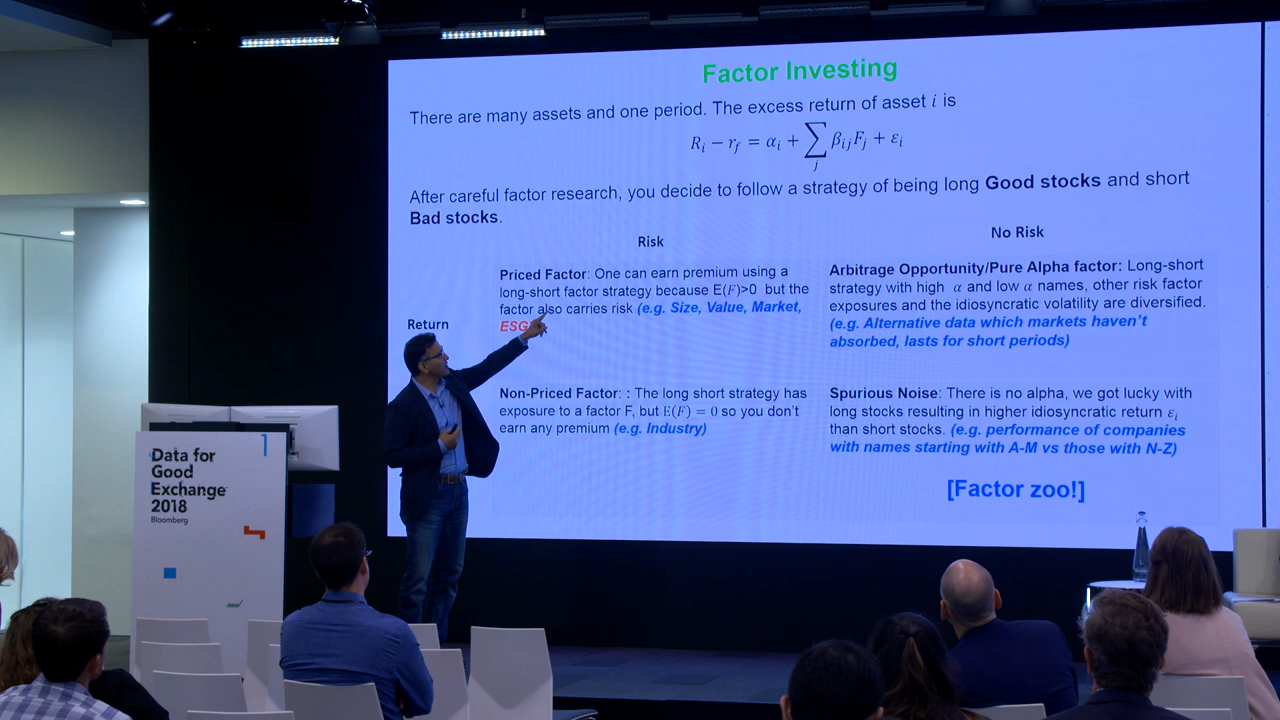 Factor Investing
There are many assets and one period. The excess return of asset i is
R_i − r_f = α_i + ∑_j β_ij F_j + ε_i
After careful factor research, you decide to follow a strategy of being long Good stocks and short
Bad stocks.
Risk
No Risk
Return
Priced Factor: One can earn premium using a
long-short factor strategy because E(F)>0 but the
factor also carries risk (e.g. Size, Value, Market,
ESG
Arbitrage Opportunity/Pure Alpha factor: Long-short
strategy with high α and low α names, other risk factor
exposures and the idiosyncratic volatility are diversified.
(e.g. Alternative data which markets haven't
absorbed, lasts for short periods)
Non-Priced Factor: : The long short strategy has
exposure to a factor F, but E(F) = 0 so you don't
earn any premium (e.g. Industry)
Spurious Noise: There is no alpha, we got lucky with
long stocks resulting in higher idiosyncratic return ε_i
than short stocks. (e.g. performance of companies
with names starting with A-M vs those with N-Z)
[Factor zoo!]
Data for
Good
Exchange
2018
Bloomberg